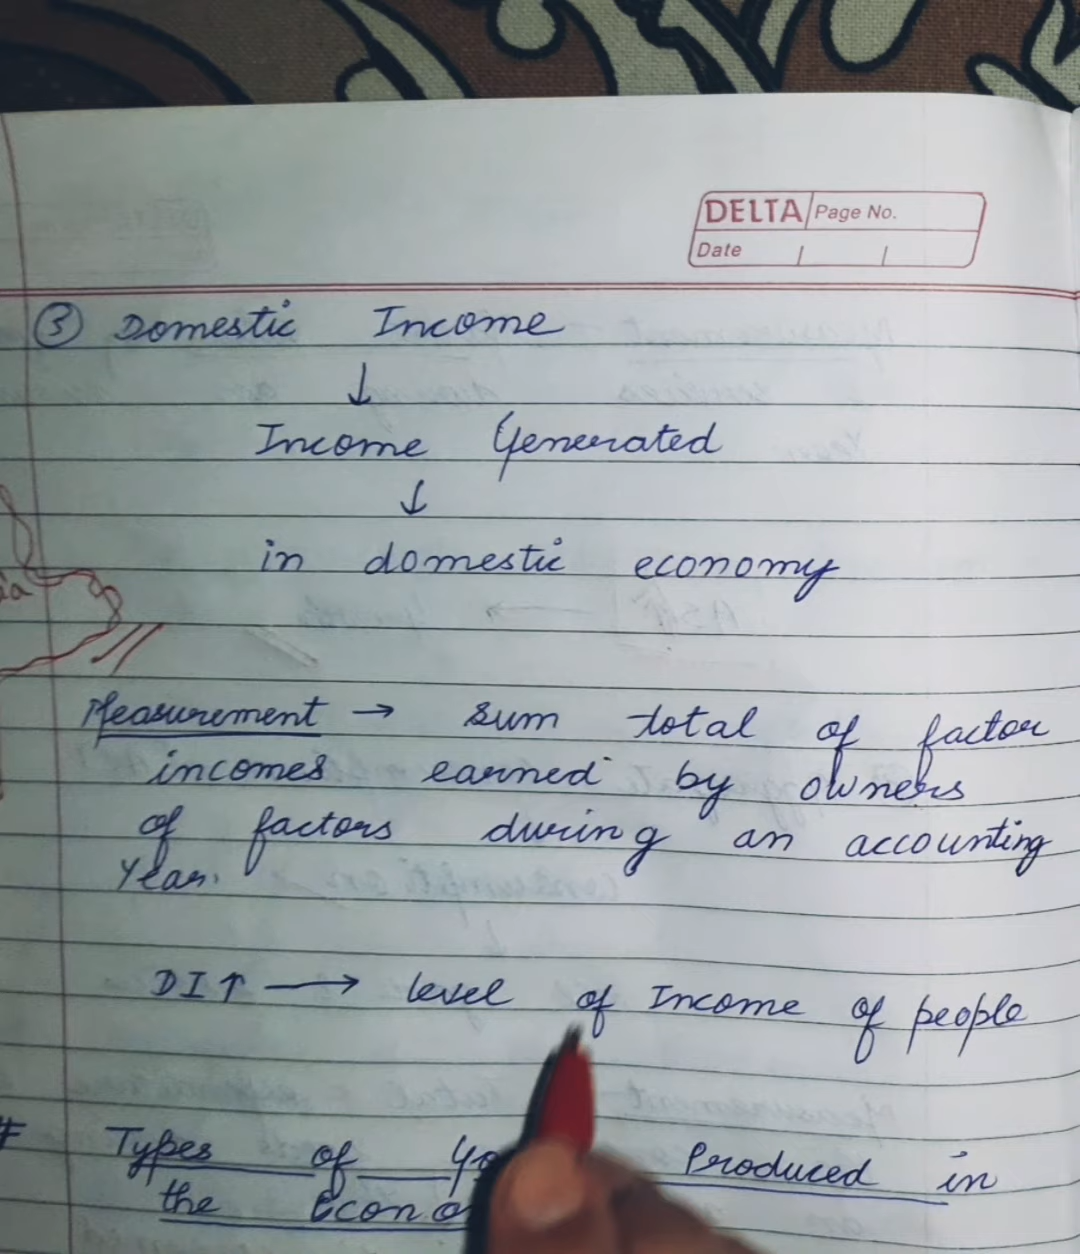 DELTA Page No.
Date
③ Domestic Income
↓
Income Generated
↓
in domestic economy
Measurement → sum total of factor
incomes earned by owners
of factors during an accounting
Year.
DI↑ → level of Income of people
# Types of Produced in
the